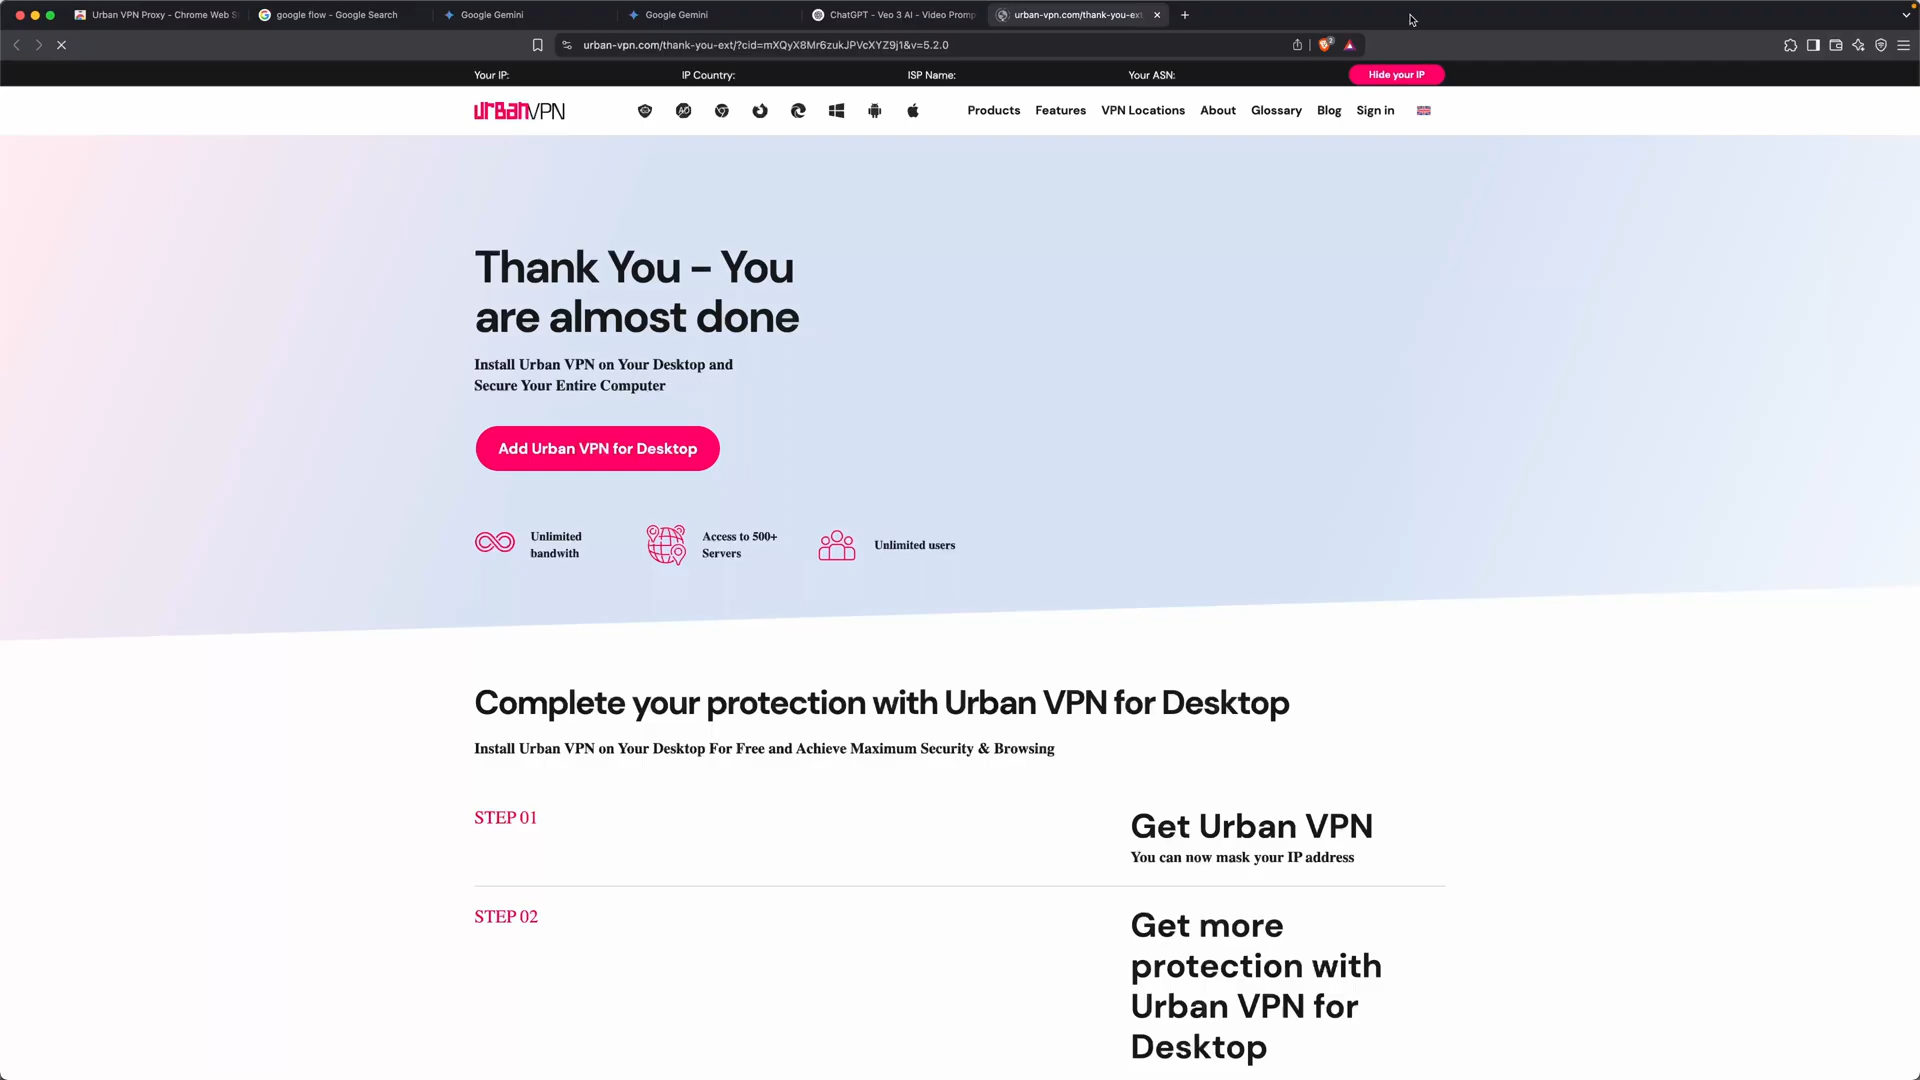 Urban VPN Proxy - Chrome Web S
google flow - Google Search
Google Gemini
Google Gemini
ChatGPT - Veo 3 AI - Video Promp
urban-vpn.com/thank-you-ext
urban-vpn.com/thank-you-ext/?cid=mXQyX8Mr6zukJPVcXYZ9j1&v=5.2.0
2
Your IP:
IP Country:
ISP Name:
Your ASN:
Hide your IP
urbanVPN
Products
Features
VPN Locations
About
Glossary
Blog
Sign in
Thank You - You
are almost done
Install Urban VPN on Your Desktop and
Secure Your Entire Computer
Add Urban VPN for Desktop
Unlimited
bandwith
Access to 500+
Servers
Unlimited users
Complete your protection with Urban VPN for Desktop
Install Urban VPN on Your Desktop For Free and Achieve Maximum Security & Browsing
STEP 01
Get Urban VPN
You can now mask your IP address
STEP 02
Get more
protection with
Urban VPN for
Desktop